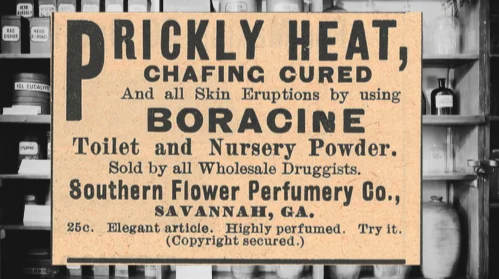 PRICKLY HEAT,
CHAFING CURED
And all Skin Eruptions by using
BORACINE
Toilet and Nursery Powder.
Sold by all Wholesale Druggists.
Southern Flower Perfumery Co.,
SAVANNAH, GA.
25c. Elegant article. Highly perfumed. Try it.
(Copyright secured.)